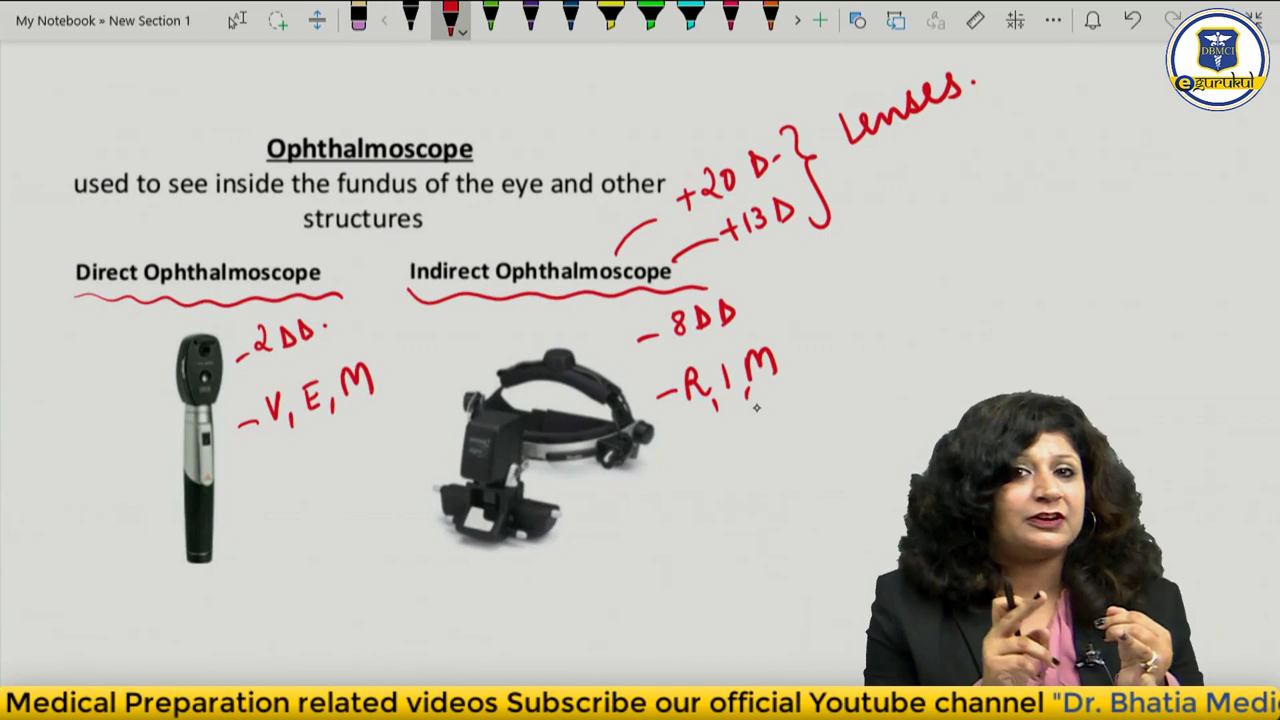 My Notebook » New Section 1
DBMCI
egurukul
Ophthalmoscope
used to see inside the fundus of the eye and other
structures
+20 D
+13 D
Lenses.
Direct Ophthalmoscope
Indirect Ophthalmoscope
- 2 DD.
- V, E, M
- 8 DD
- R, I, M
Medical Preparation related videos Subscribe our official Youtube channel "Dr. Bhatia Medi